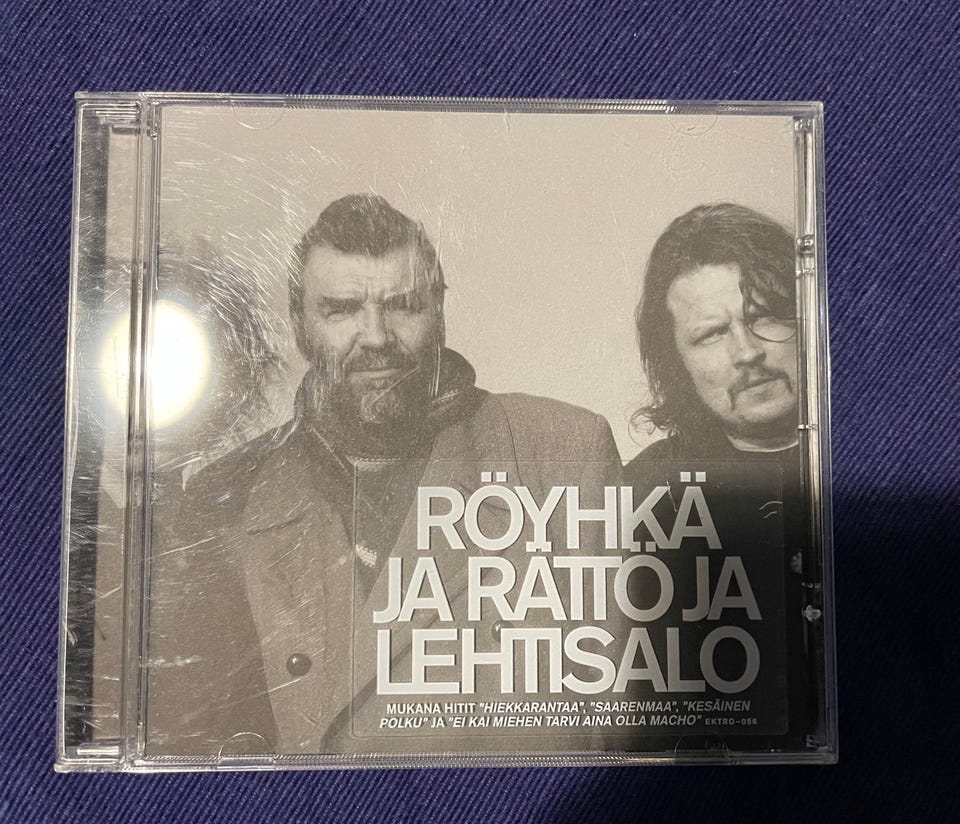 RÖYHKÄ
JA RÄTTÖ JA
LEHTISALO
MUKANA HITIT "HIEKKARANTAA", "SAARENMAA", "KESÄINEN
POLKU" JA "EI KAI MIEHEN TARVI AINA OLLA MACHO" EKTRO-056